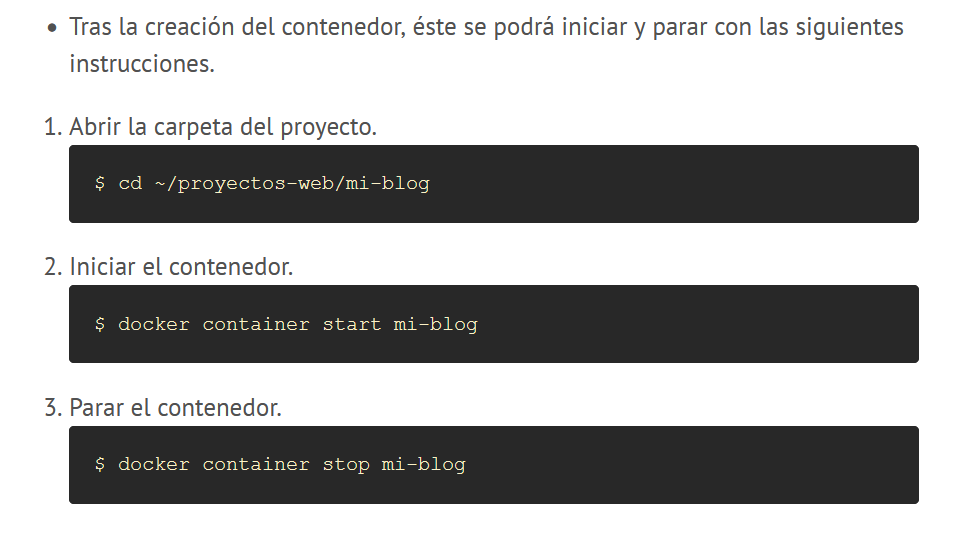 • Tras la creación del contenedor, éste se podrá iniciar y parar con las siguientes
instrucciones.
1. Abrir la carpeta del proyecto.
$ cd ~/proyectos-web/mi-blog
2. Iniciar el contenedor.
$ docker container start mi-blog
3. Parar el contenedor.
$ docker container stop mi-blog